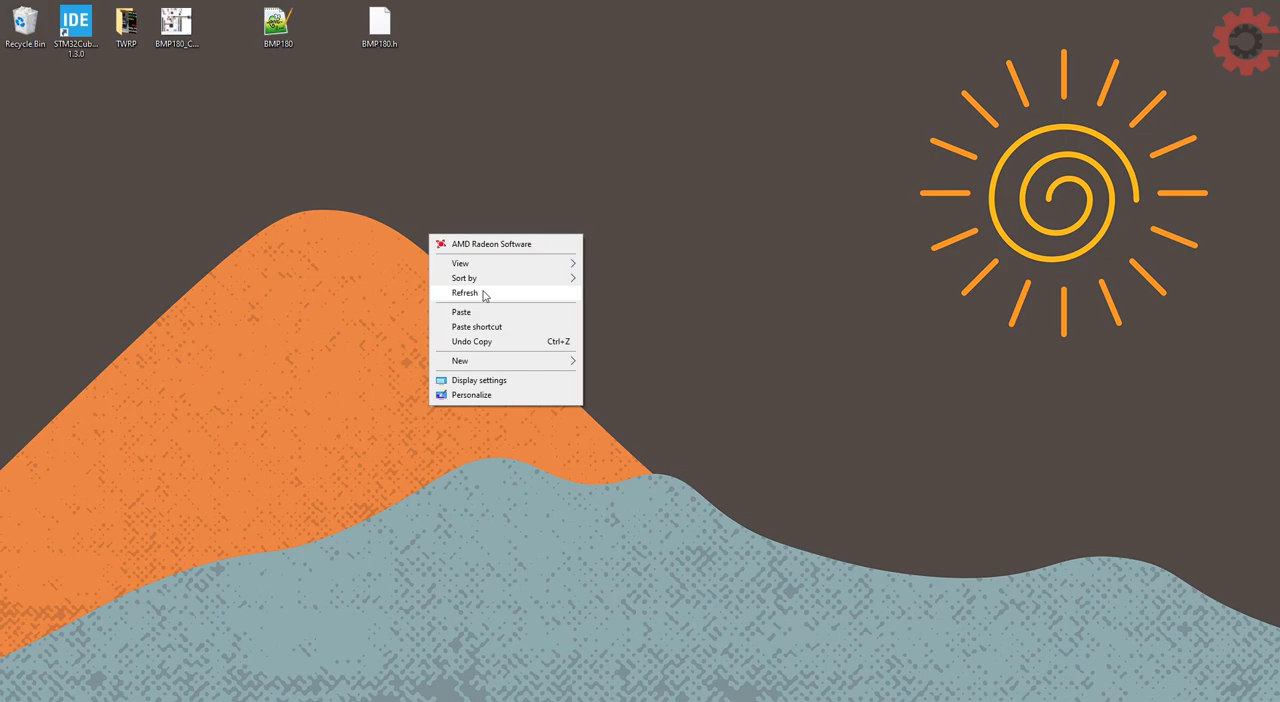 IDE
Recycle Bin
STM32Cub...
1.3.0
TWRP
BMP180_C...
BMP180
BMP180.h
AMD Radeon Software
View
Sort by
Refresh
Paste
Paste shortcut
Undo Copy Ctrl+Z
New
Display settings
Personalize